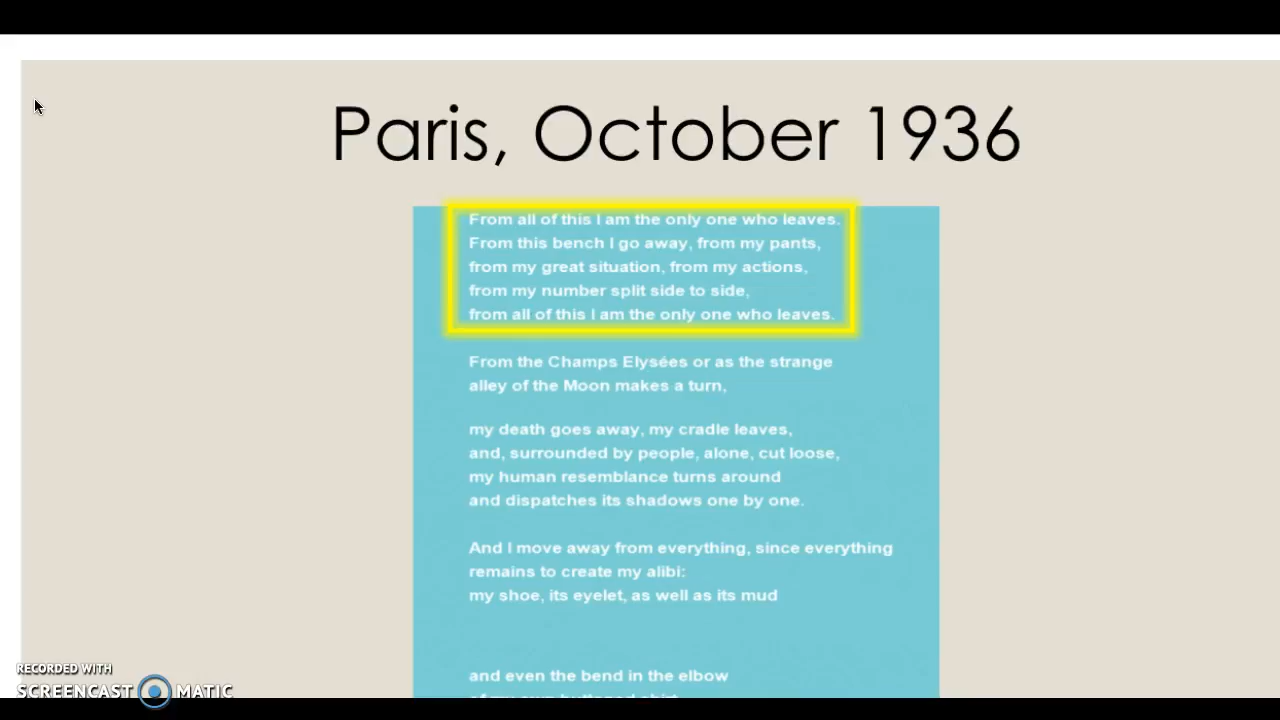 Paris, October 1936
From all of this I am the only one who leaves.
From this bench I go away, from my pants,
from my great situation, from my actions,
from my number split side to side,
from all of this I am the only one who leaves.
From the Champs Elysées or as the strange
alley of the Moon makes a turn,
my death goes away, my cradle leaves,
and, surrounded by people, alone, cut loose,
my human resemblance turns around
and dispatches its shadows one by one.
And I move away from everything, since everything
remains to create my alibi:
my shoe, its eyelet, as well as its mud
and even the bend in the elbow
of my own buttoned shirt
RECORDED WITH
SCREENCAST MATIC